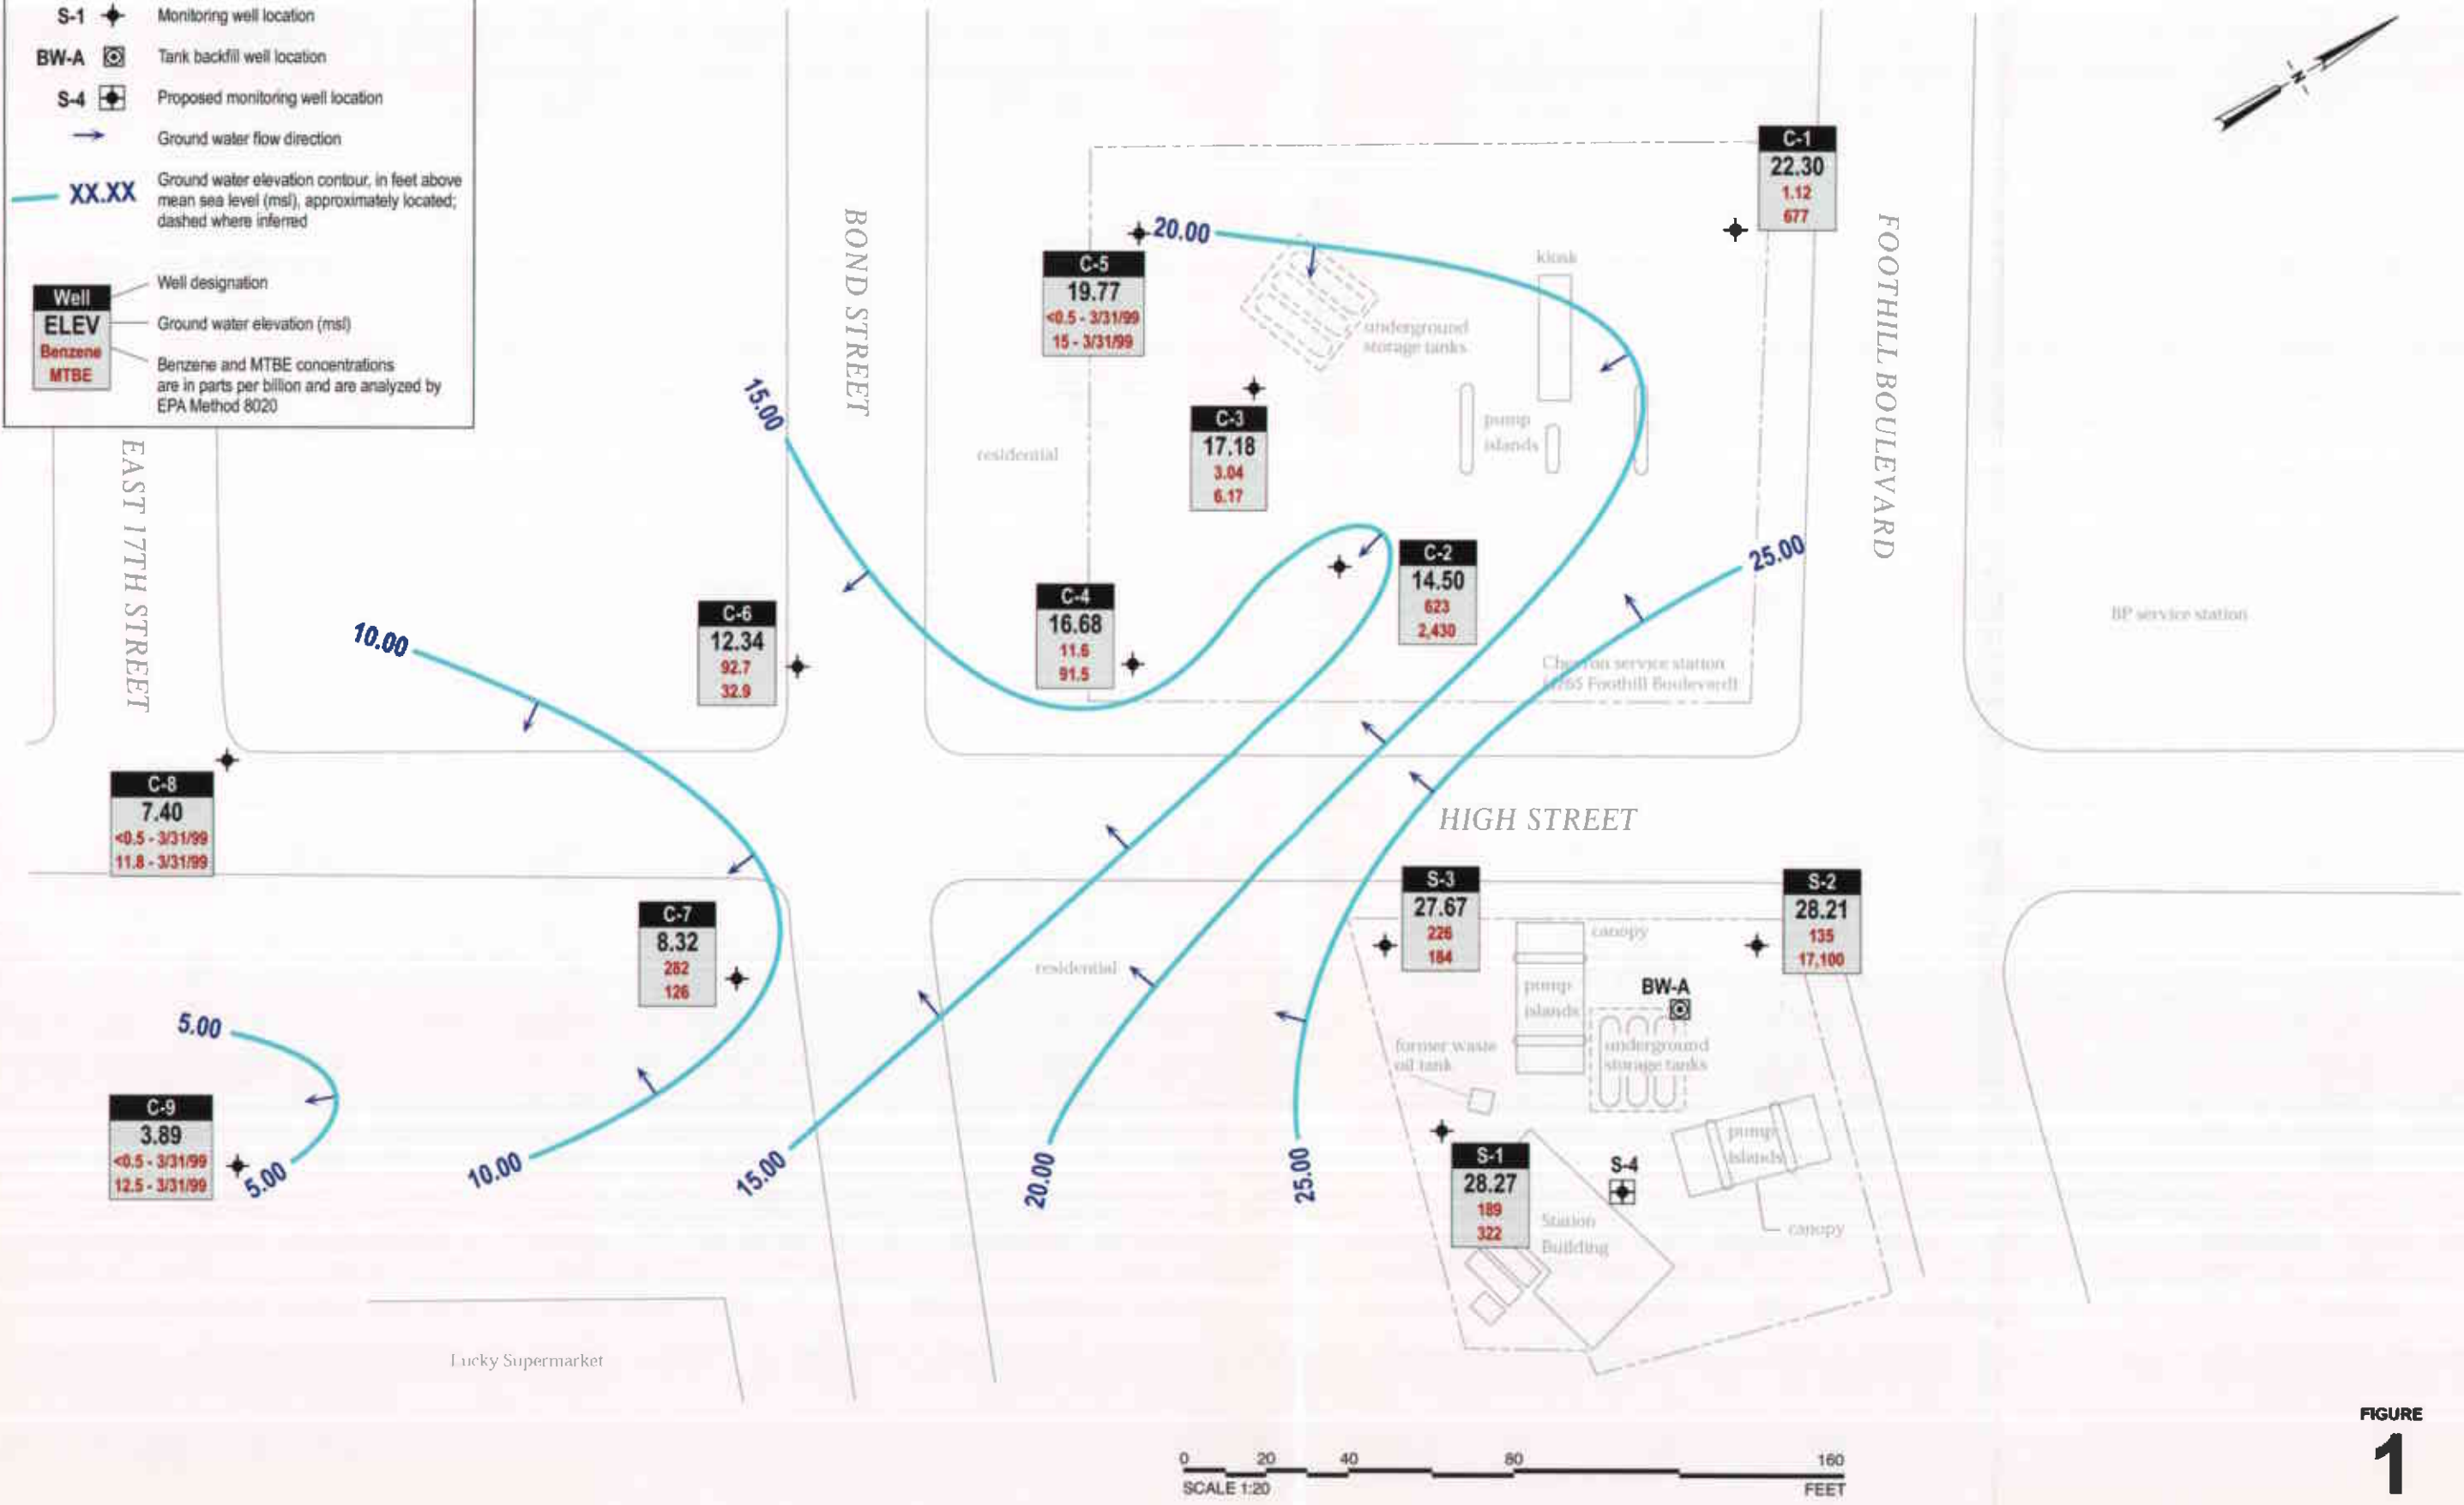 S-1 Monitoring well location
BW-A Tank backfill well location
S-4 Proposed monitoring well location
Ground water flow direction
XX.XX Ground water elevation contour, in feet above
mean sea level (msl), approximately located;
dashed where inferred
Well
ELEV
Benzene
MTBE
Well designation
Ground water elevation (msl)
Benzene and MTBE concentrations
are in parts per billion and are analyzed by
EPA Method 8020
N
EAST 17TH STREET
BOND STREET
FOOTHILL BOULEVARD
HIGH STREET
C-1
22.30
1.12
677
20.00
C-5
19.77
<0.5 - 3/31/99
15 - 3/31/99
kiosk
underground
storage tanks
C-3
17.18
3.04
6.17
pump
islands
residential
15.00
C-2
14.50
623
2,430
25.00
C-4
16.68
11.6
91.5
C-6
12.34
92.7
32.9
10.00
Chevron service station
(4265 Foothill Boulevard)
BP service station
C-8
7.40
<0.5 - 3/31/99
11.8 - 3/31/99
C-7
8.32
282
126
S-3
27.67
226
184
S-2
28.21
135
17,100
canopy
pump
islands
BW-A
residential
former waste
oil tank
underground
storage tanks
5.00
C-9
3.89
<0.5 - 3/31/99
12.5 - 3/31/99
5.00
10.00
15.00
20.00
25.00
S-1
28.27
189
322
S-4
pump
islands
Station
Building
canopy
Lucky Supermarket
0 20 40 80 160
SCALE 1:20 FEET
FIGURE
1